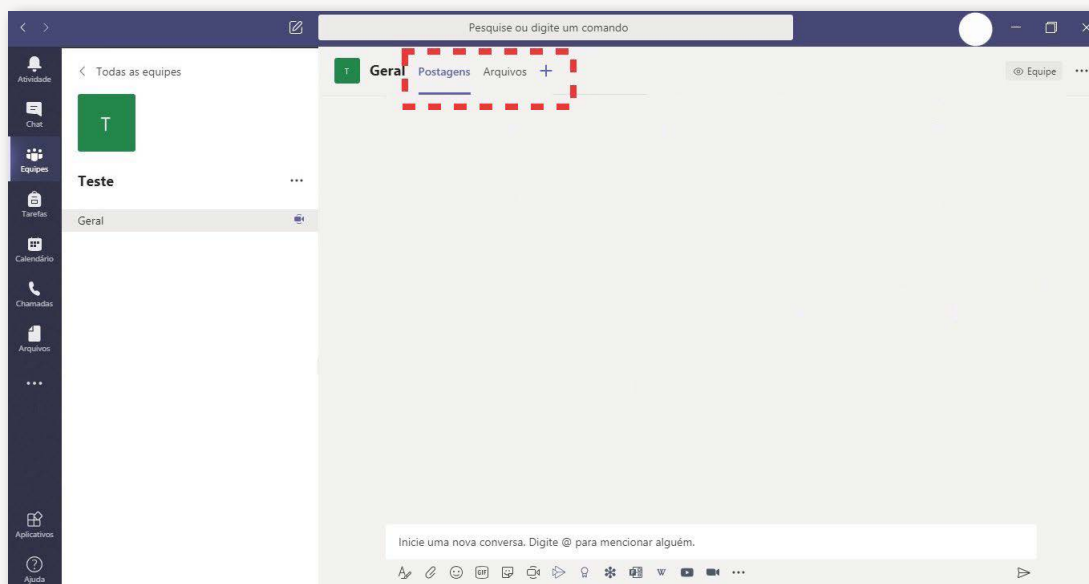 Pesquise ou digite um comando
Atividade
Chat
Equipes
Tarefas
Calendário
Chamadas
Arquivos
Aplicativos
Ajuda
Todas as equipes
T
Teste
Geral
T Geral Postagens Arquivos +
Equipe
Inicie uma nova conversa. Digite @ para mencionar alguém.
GIF